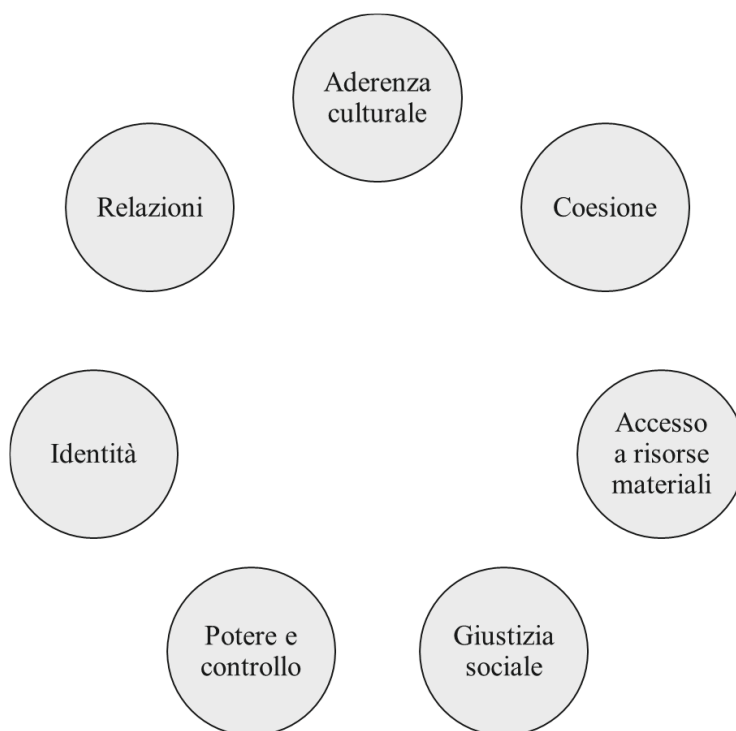 Aderenza
culturale
Relazioni
Coesione
Identità
Accesso
a risorse
materiali
Potere e
controllo
Giustizia
sociale